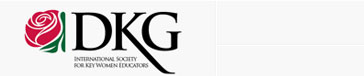 DKG
INTERNATIONAL SOCIETY
FOR KEY WOMEN EDUCATORS